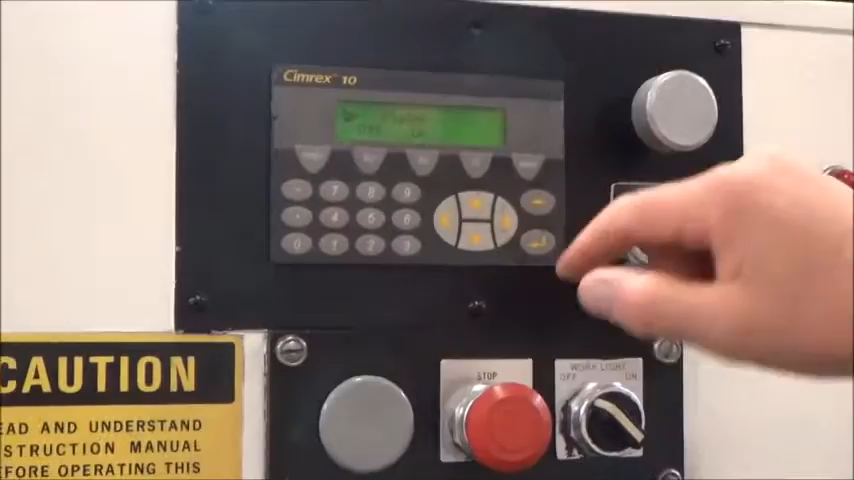 Cimrex™ 10
7 8 9
4 5 6
0 1 2 3
STOP
WORK LIGHT
OFF ON
CAUTION
EAD AND UNDERSTAND
STRUCTION MANUAL
EFORE OPERATING THIS